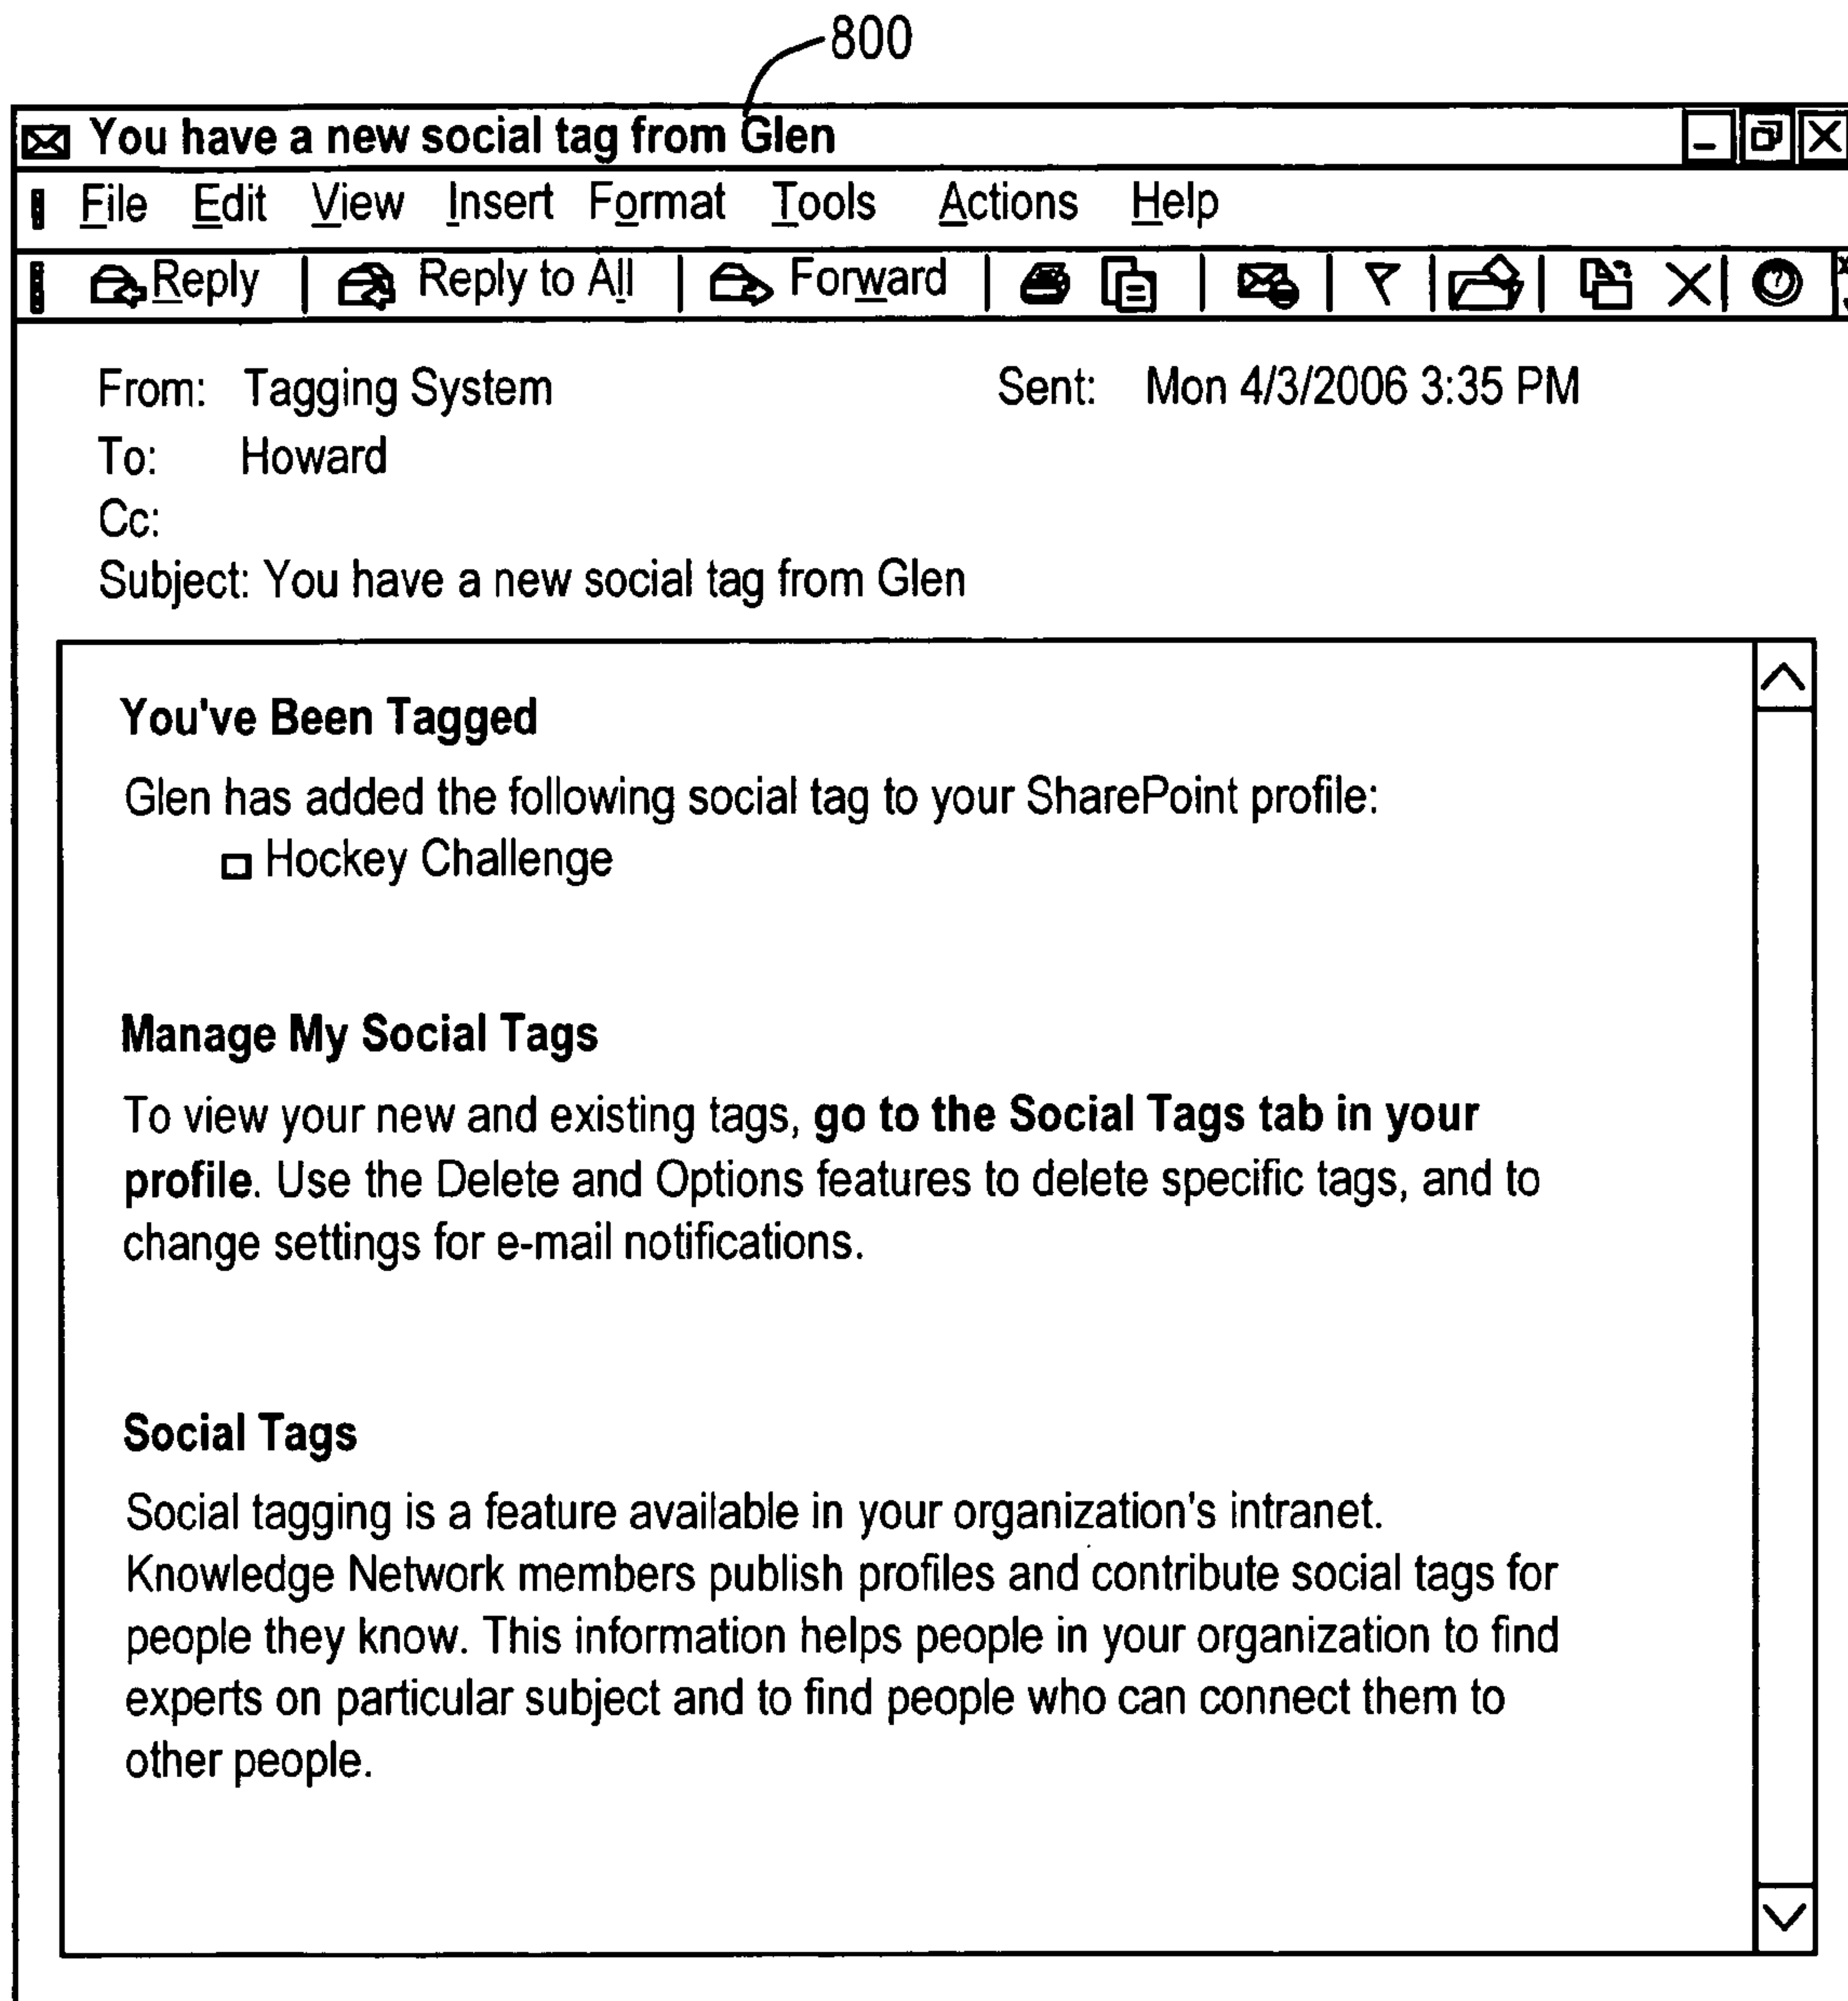 800
You have a new social tag from Glen
File Edit View Insert Format Tools Actions Help
Reply Reply to All Forward
From: Tagging System Sent: Mon 4/3/2006 3:35 PM
To: Howard
Cc:
Subject: You have a new social tag from Glen
You've Been Tagged
Glen has added the following social tag to your SharePoint profile:
Hockey Challenge
Manage My Social Tags
To view your new and existing tags, go to the Social Tags tab in your
profile. Use the Delete and Options features to delete specific tags, and to
change settings for e-mail notifications.
Social Tags
Social tagging is a feature available in your organization's intranet.
Knowledge Network members publish profiles and contribute social tags for
people they know. This information helps people in your organization to find
experts on particular subject and to find people who can connect them to
other people.